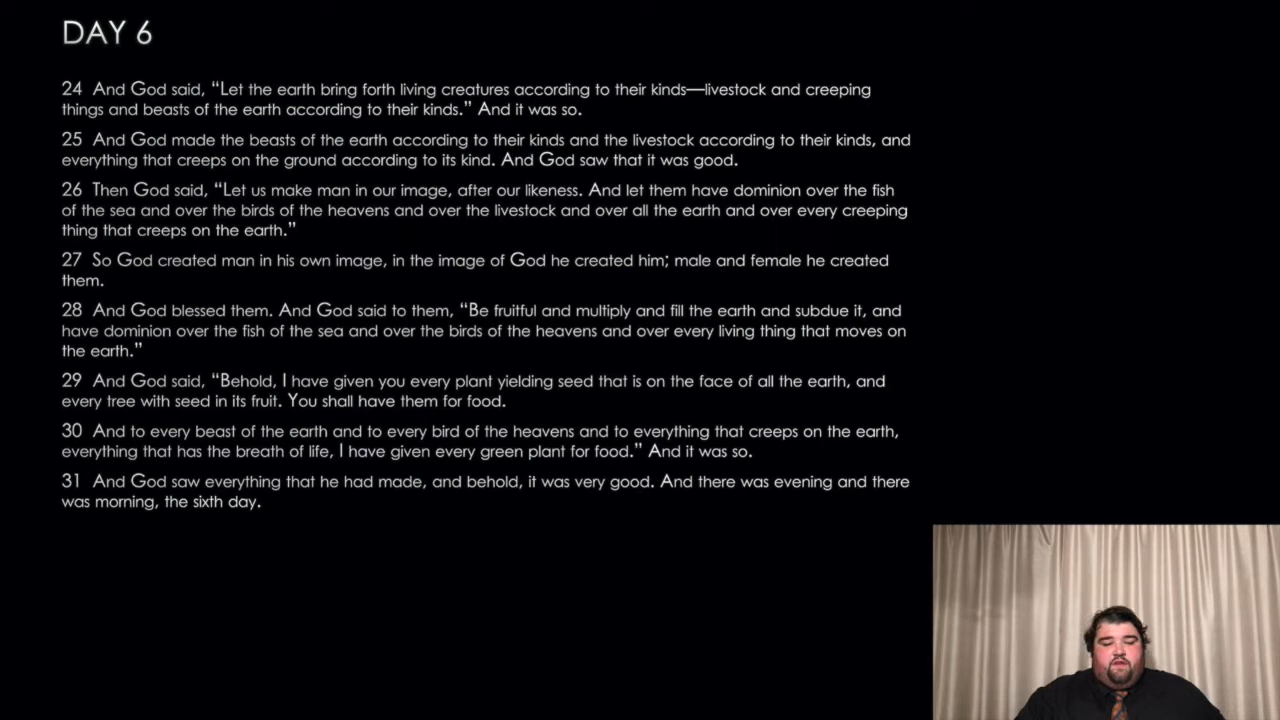 DAY 6
24 And God said, “Let the earth bring forth living creatures according to their kinds—livestock and creeping
things and beasts of the earth according to their kinds.” And it was so.
25 And God made the beasts of the earth according to their kinds and the livestock according to their kinds, and
everything that creeps on the ground according to its kind. And God saw that it was good.
26 Then God said, “Let us make man in our image, after our likeness. And let them have dominion over the fish
of the sea and over the birds of the heavens and over the livestock and over all the earth and over every creeping
thing that creeps on the earth.”
27 So God created man in his own image, in the image of God he created him; male and female he created
them.
28 And God blessed them. And God said to them, “Be fruitful and multiply and fill the earth and subdue it, and
have dominion over the fish of the sea and over the birds of the heavens and over every living thing that moves on
the earth.”
29 And God said, “Behold, I have given you every plant yielding seed that is on the face of all the earth, and
every tree with seed in its fruit. You shall have them for food.
30 And to every beast of the earth and to every bird of the heavens and to everything that creeps on the earth,
everything that has the breath of life, I have given every green plant for food.” And it was so.
31 And God saw everything that he had made, and behold, it was very good. And there was evening and there
was morning, the sixth day.